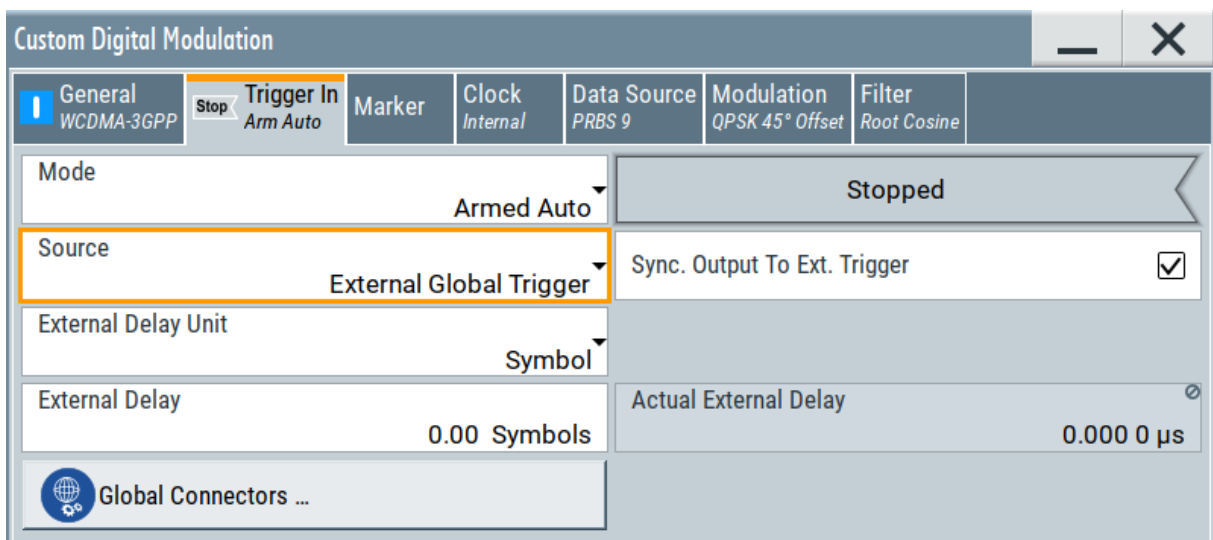 Custom Digital Modulation
General
WCDMA-3GPP
Stop
Trigger In
Arm Auto
Marker
Clock
Internal
Data Source
PRBS 9
Modulation
QPSK 45° Offset
Filter
Root Cosine
Mode
Armed Auto
Stopped
Source
External Global Trigger
Sync. Output To Ext. Trigger
External Delay Unit
Symbol
External Delay
0.00 Symbols
Actual External Delay
0.000 0 µs
Global Connectors ...